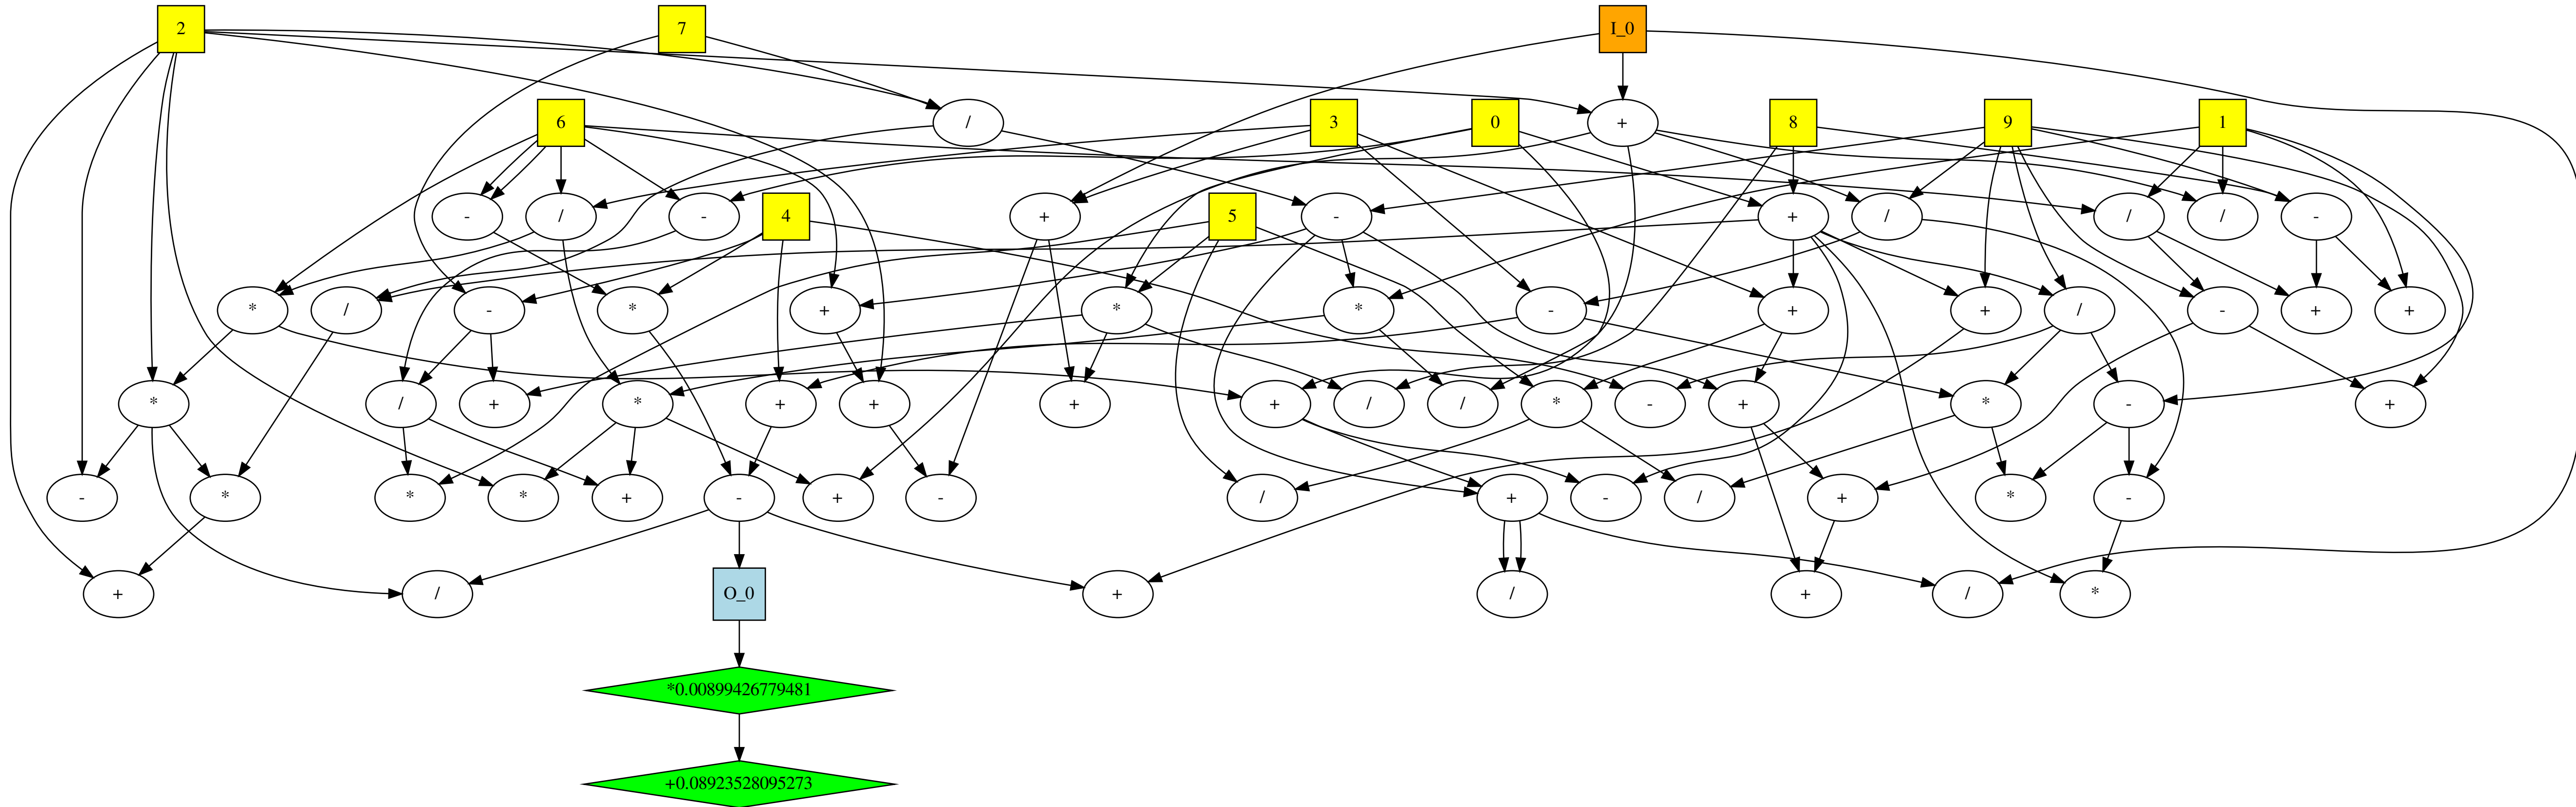 2 7 I_0
6 / 3 0 + 8 9 1
- / - 4 + 5 - + / / / -
* / - * + * * - + + / - + +
* / + * + + + + / / * - + * - +
- * * * + - + - / + - / + * -
+ / O_0 + / + / *
*0.00899426779481
+0.08923528095273